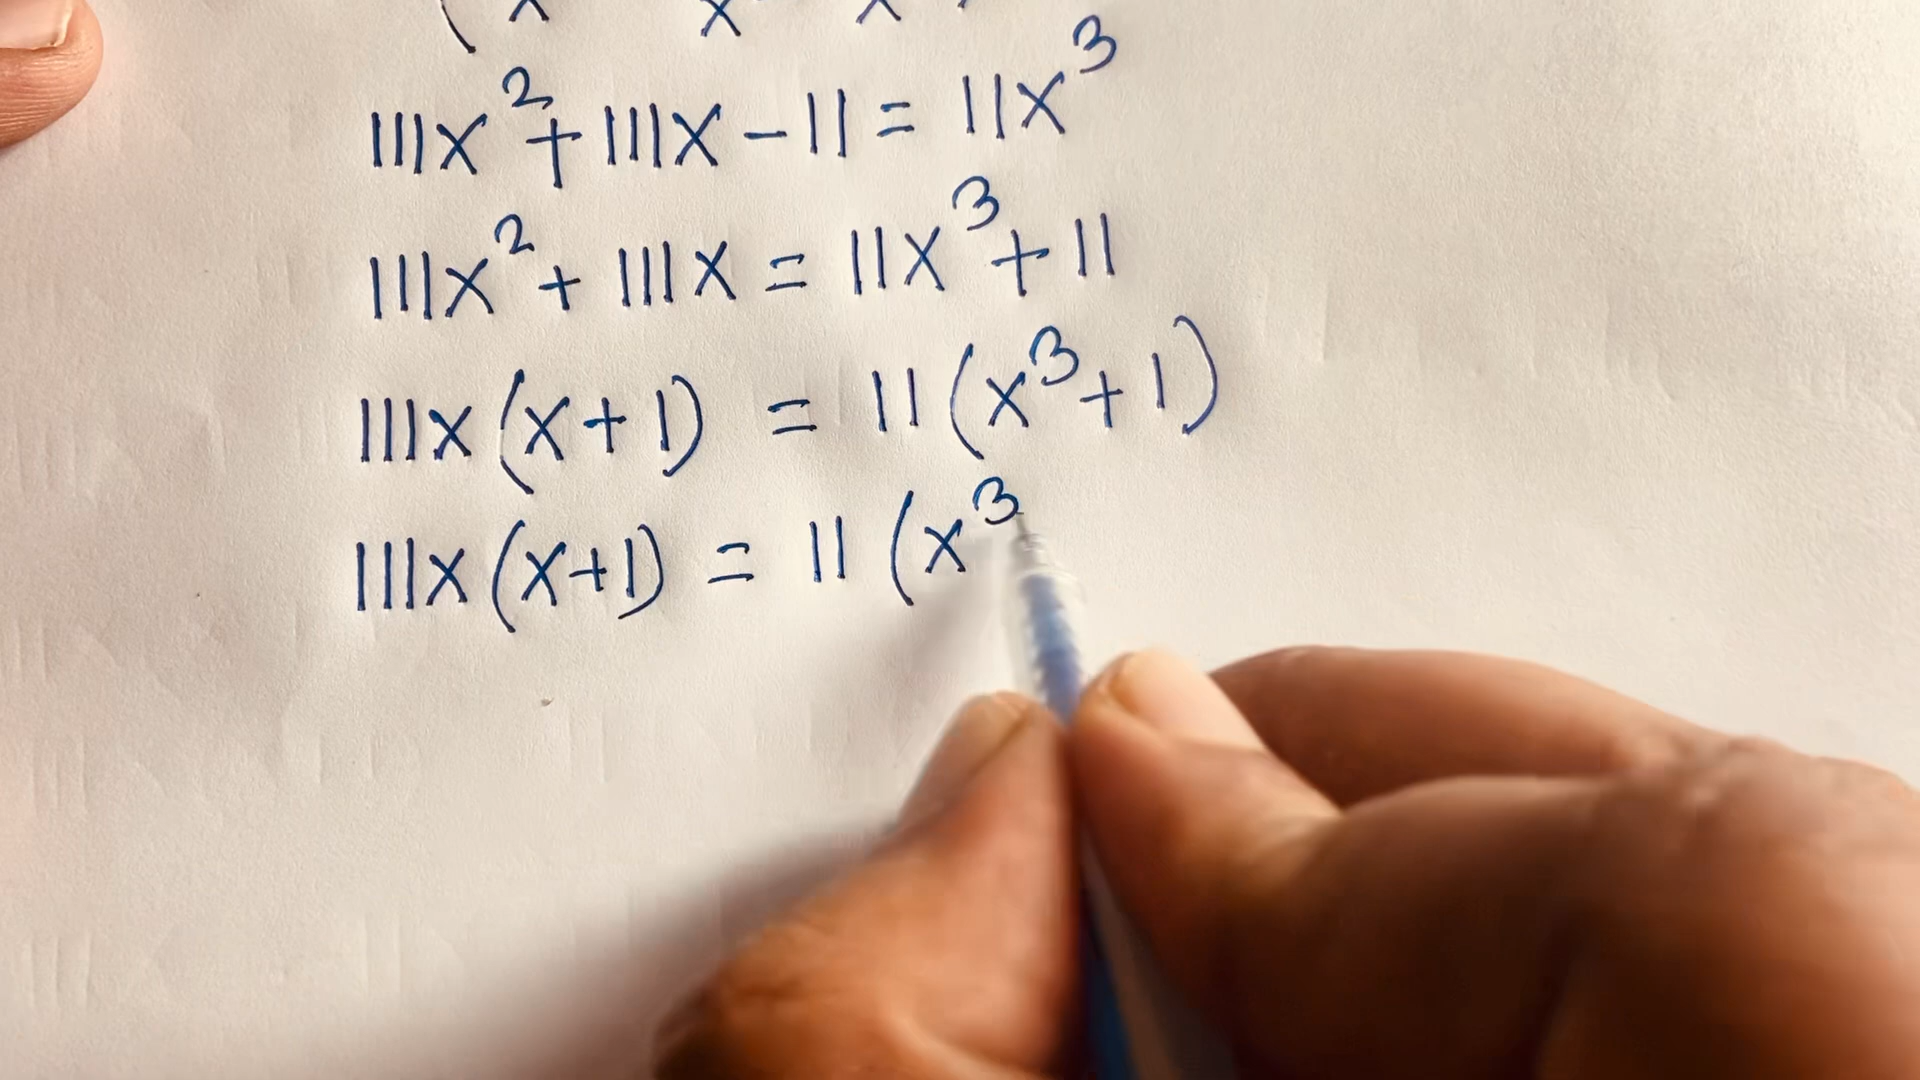 ( x x x
111x² + 111x - 11 = 11x³
111x² + 111x = 11x³ + 11
111x(x+1) = 11(x³+1)
111x(x+1) = 11(x³